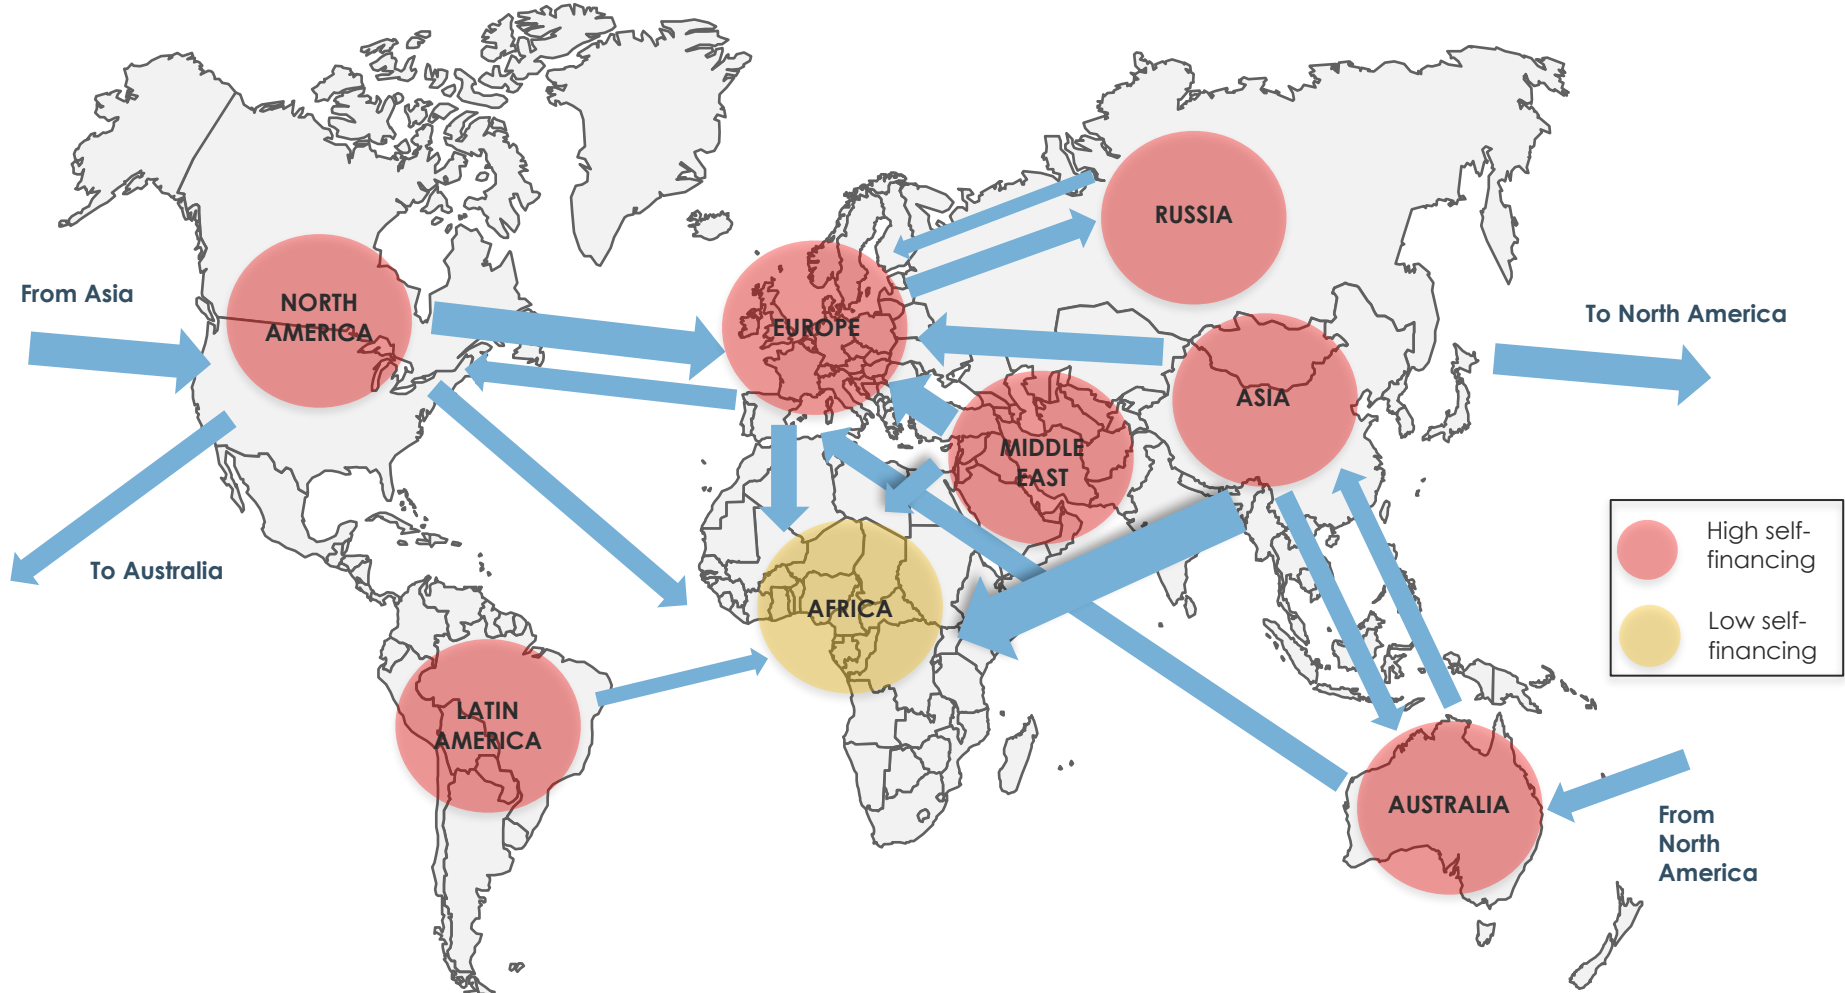 RUSSIA
From Asia
NORTH
AMERICA
EUROPE
To North America
ASIA
MIDDLE
EAST
High self-
financing
To Australia
AFRICA
Low self-
financing
LATIN
AMERICA
AUSTRALIA
From
North
America